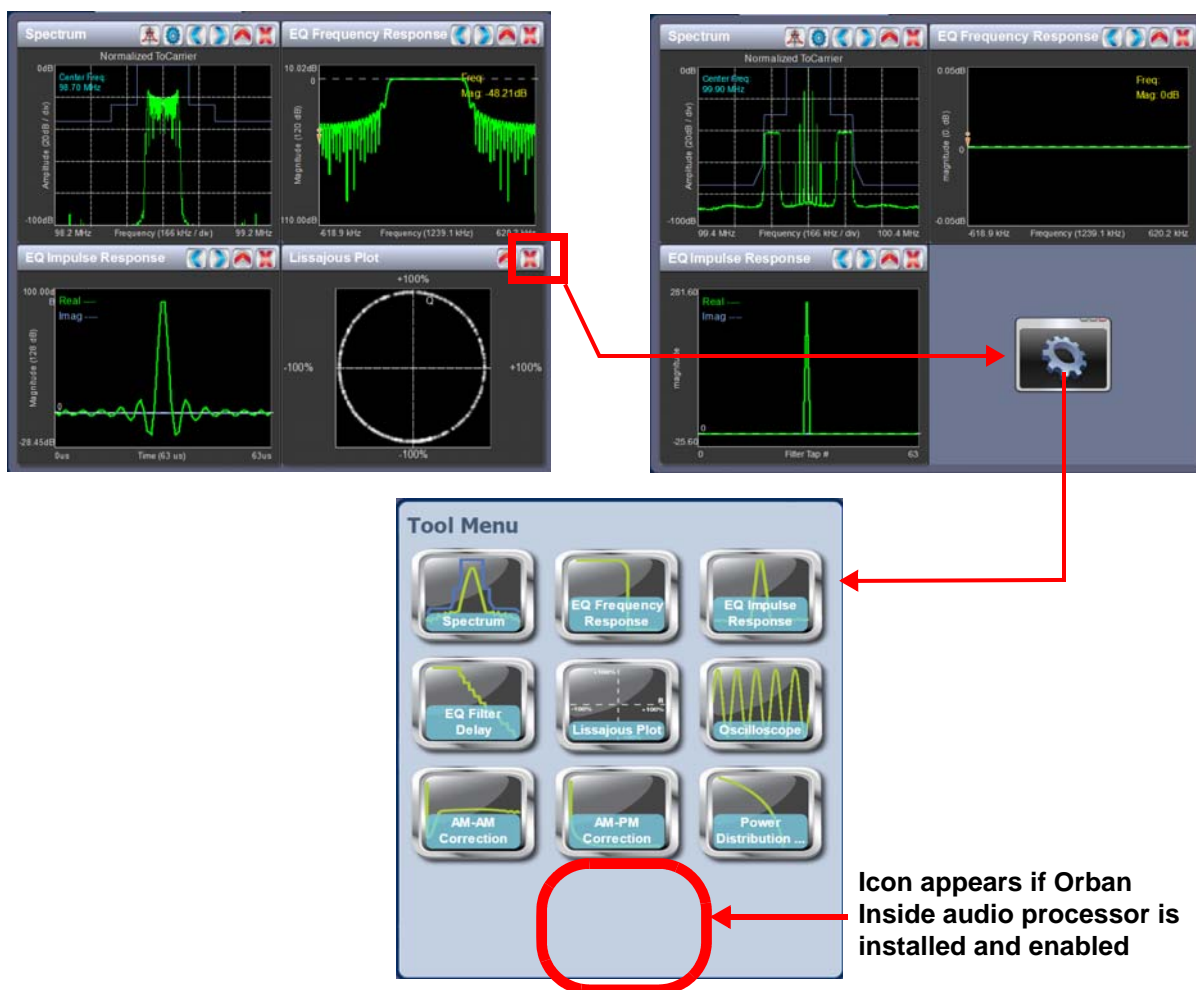 Spectrum
Normalized ToCarrier
0dB
Center Freq:
98.70 MHz
Amplitude (20dB / div)
-100dB
98.2 MHz
Frequency (166 kHz / div)
99.2 MHz
EQ Frequency Response
10.02dB
0
Freq:
Mag: -48.21dB
Magnitude (120 dB)
110.00dB
-618.9 kHz
Frequency (1239.1 kHz)
620.2 kHz
EQ Impulse Response
100.00d
B
Real
Imag
Magnitude (128 dB)
0
-28.45dB
0us
Time (63 us)
63us
Lissajous Plot
+100%
Q
-100%
+100%
-100%
Spectrum
Normalized ToCarrier
0dB
Center Freq:
99.90 MHz
Amplitude (20dB / div)
-100dB
99.4 MHz
Frequency (166 kHz / div)
100.4 MHz
EQ Frequency Response
0.05dB
Freq:
Mag: 0dB
magnitude (0. dB)
0
-0.05dB
-618.9 kHz
Frequency (1239.1 kHz)
620.2 kHz
EQ Impulse Response
281.60
Real
Imag
magnitude
0
-25.60
0
Filter Tap #
63
Tool Menu
Spectrum
EQ Frequency
Response
EQ Impulse
Response
EQ Filter
Delay
+100%
R
-100%
+100%
Lissajous Plot
Oscilloscope
AM-AM
Correction
AM-PM
Correction
Power
Distribution ...
Icon appears if Orban
Inside audio processor is
installed and enabled